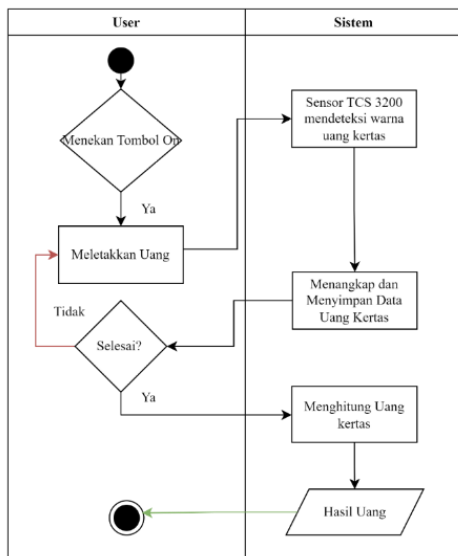 User
Sistem
Menekan Tombol On
Sensor TCS 3200
mendeteksi warna
uang kertas
Ya
Meletakkan Uang
Menangkap dan
Menyimpan Data
Uang Kertas
Tidak
Selesai?
Ya
Menghitung Uang
kertas
Hasil Uang